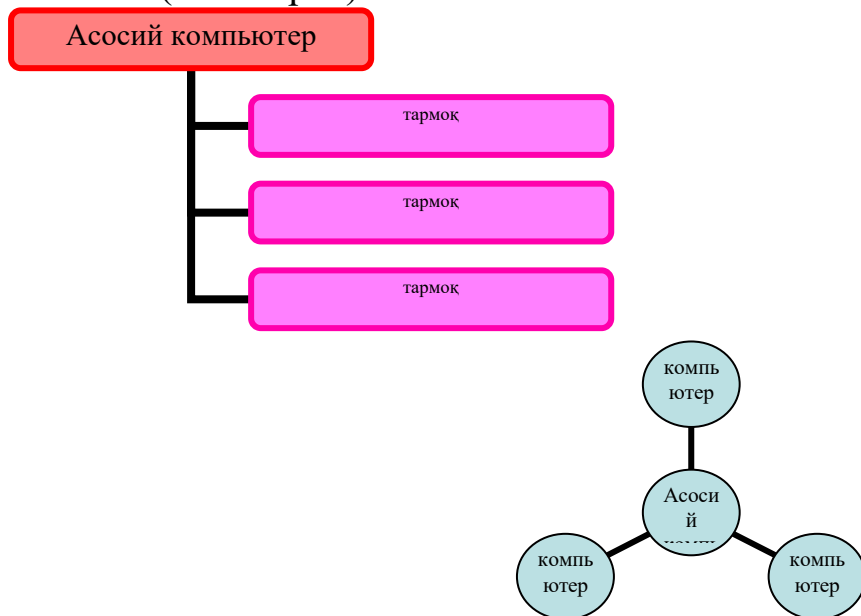 Асосий компьютер
тармоқ
тармоқ
тармоқ
компь
ютер
Асоси
й
компь
ютер
компь
ютер